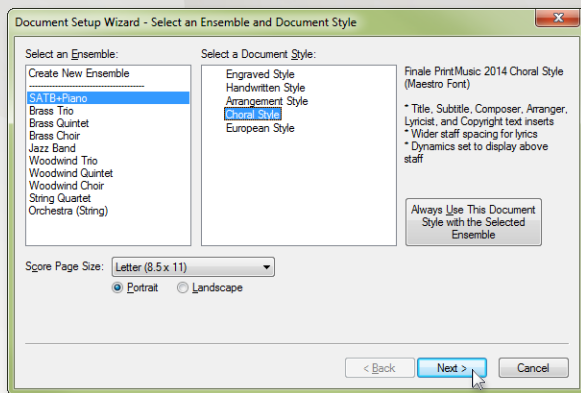 Document Setup Wizard - Select an Ensemble and Document Style
Select an Ensemble:
Create New Ensemble
------------------------------------
SATB+Piano
Brass Trio
Brass Quintet
Brass Choir
Jazz Band
Woodwind Trio
Woodwind Quintet
Woodwind Choir
String Quartet
Orchestra (String)
Select a Document Style:
Engraved Style
Handwritten Style
Arrangement Style
Choral Style
European Style
Finale PrintMusic 2014 Choral Style
(Maestro Font)
* Title, Subtitle, Composer, Arranger,
Lyricist, and Copyright text inserts
* Wider staff spacing for lyrics
* Dynamics set to display above
staff
Always Use This Document
Style with the Selected
Ensemble
Score Page Size:
Letter (8.5 x 11)
Portrait
Landscape
< Back
Next >
Cancel